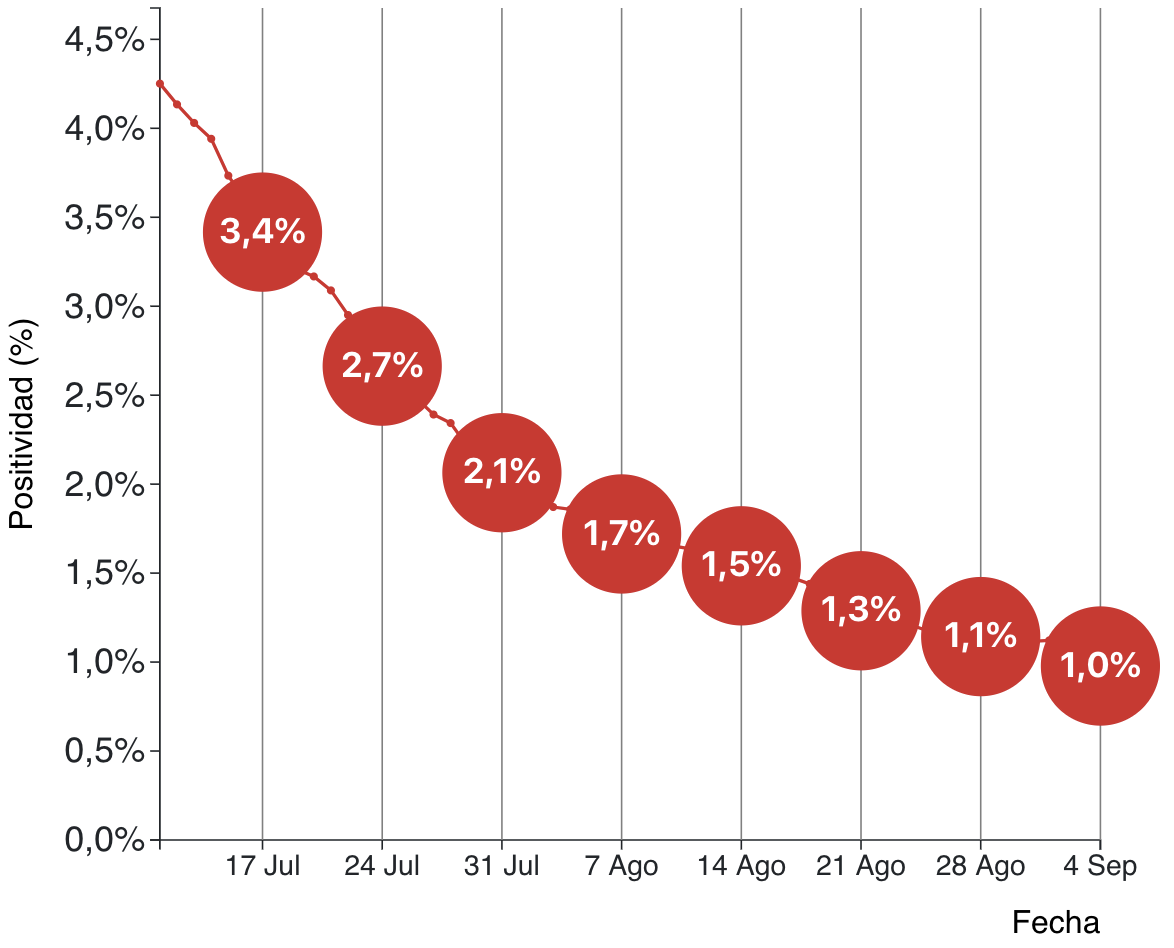 4,5%
4,0%
3,5%
3,0%
2,5%
2,0%
1,5%
1,0%
0,5%
0,0%
Positividad (%)
3,4%
2,7%
2,1%
1,7%
1,5%
1,3%
1,1%
1,0%
17 Jul
24 Jul
31 Jul
7 Ago
14 Ago
21 Ago
28 Ago
4 Sep
Fecha